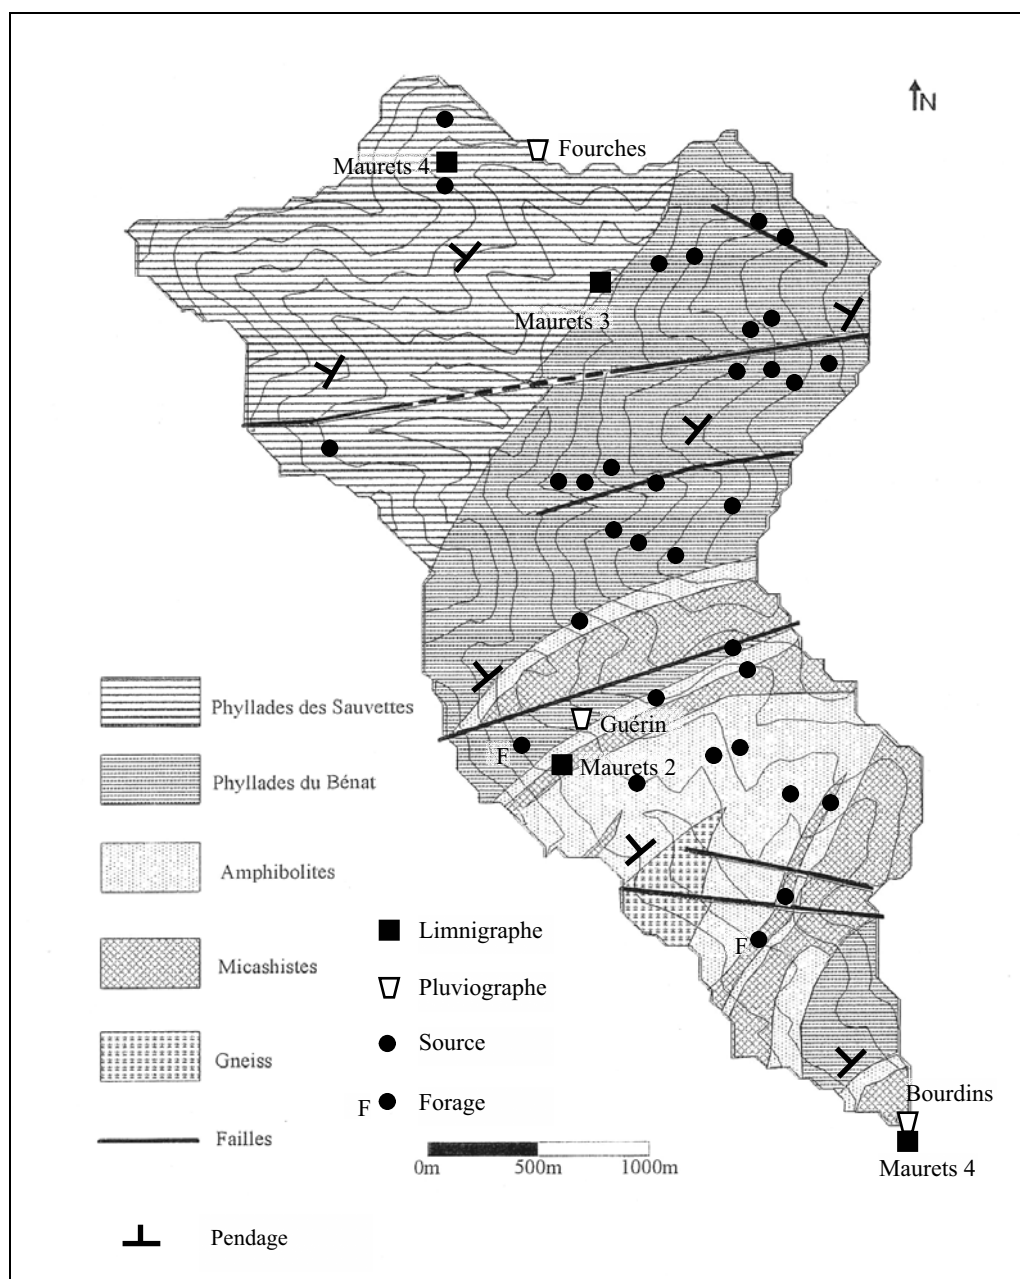 N
Fourches
Maurets 4
Maurets 3
Phyllades des Sauvettes
Guérin
F
Maurets 2
Phyllades du Bénat
Amphibolites
Limnigraphe
F
Micashistes
Pluviographe
Source
Gneiss
F Forage
Bourdins
Failles
0m 500m 1000m
Maurets 4
Pendage